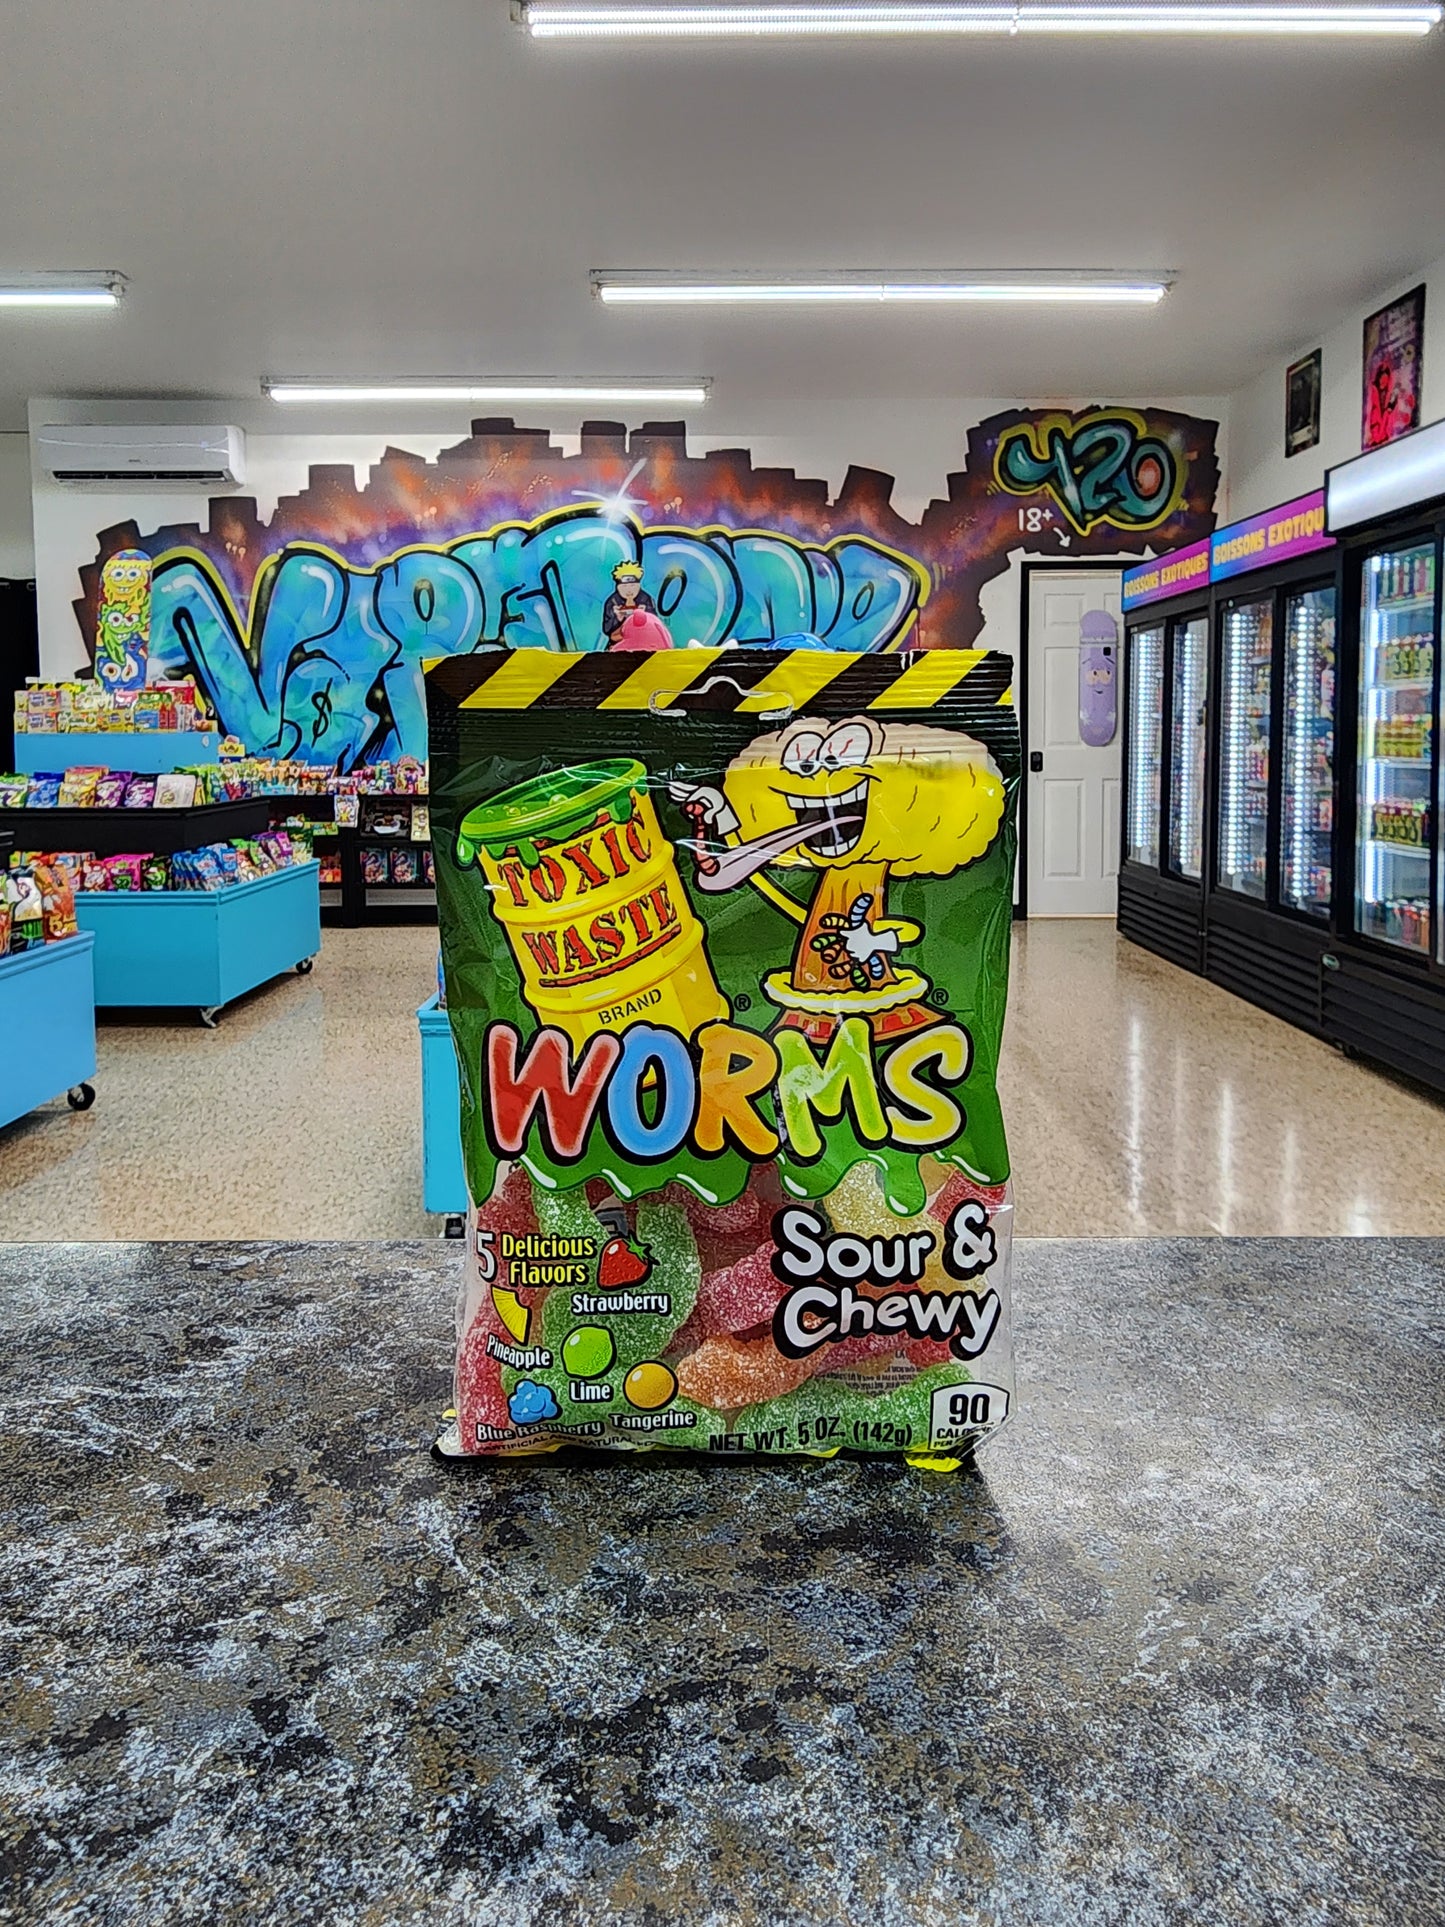 420
18+
BOISSONS EXOTIQUES
BOISSONS EXOTIQU
TOXIC
WASTE
BRAND
®
®
WORMS
5 Delicious
Flavors
Strawberry
Pineapple
Lime
Blue Raspberry
Tangerine
Sour &
Chewy
NET WT. 5 OZ. (142g)
90